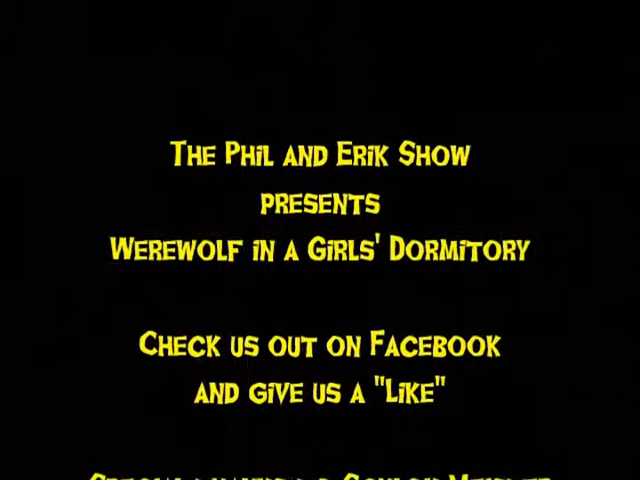 The Phil and Erik Show
presents
Werewolf in a Girls' Dormitory
Check us out on Facebook
and give us a "Like"